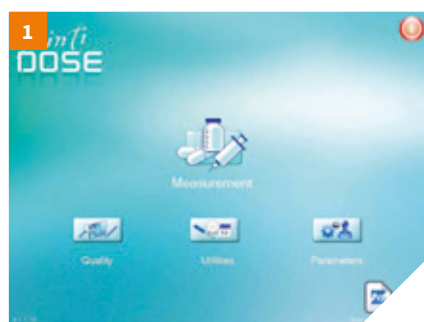 1
inti
DOSE
Measurement
Quality
Utilities
Parameters